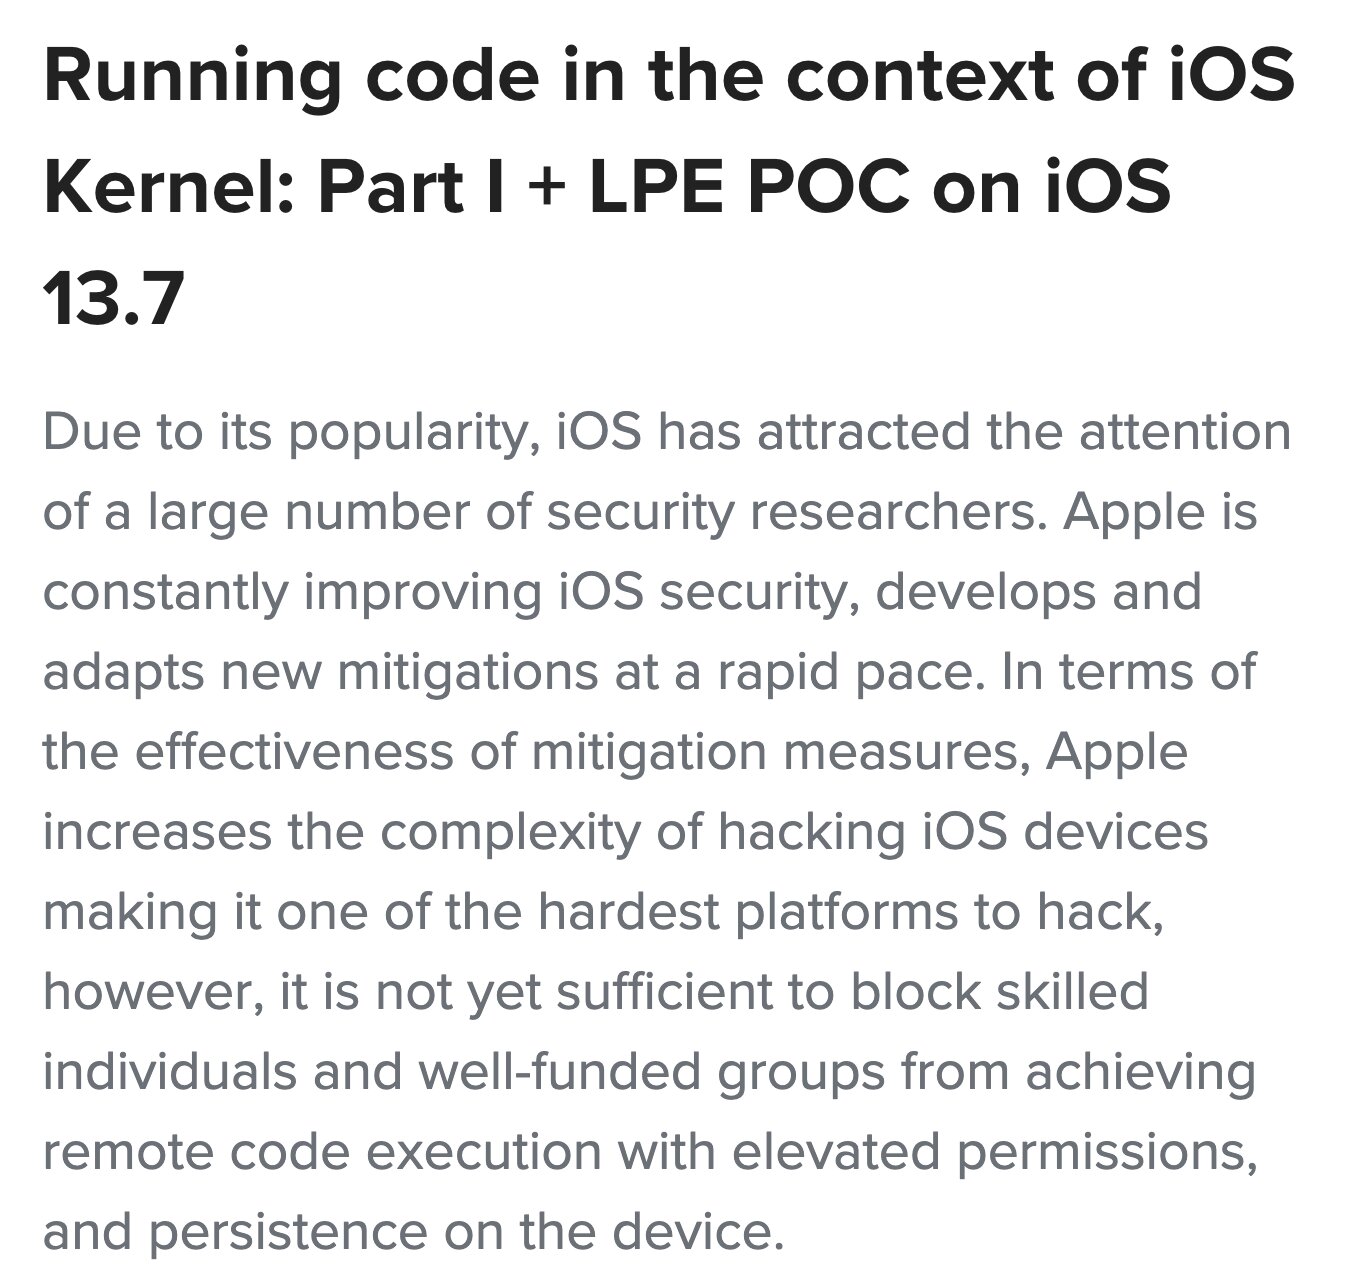 Running code in the context of iOS
Kernel: Part I + LPE POC on iOS
13.7
Due to its popularity, iOS has attracted the attention
of a large number of security researchers. Apple is
constantly improving iOS security, develops and
adapts new mitigations at a rapid pace. In terms of
the effectiveness of mitigation measures, Apple
increases the complexity of hacking iOS devices
making it one of the hardest platforms to hack,
however, it is not yet sufficient to block skilled
individuals and well-funded groups from achieving
remote code execution with elevated permissions,
and persistence on the device.